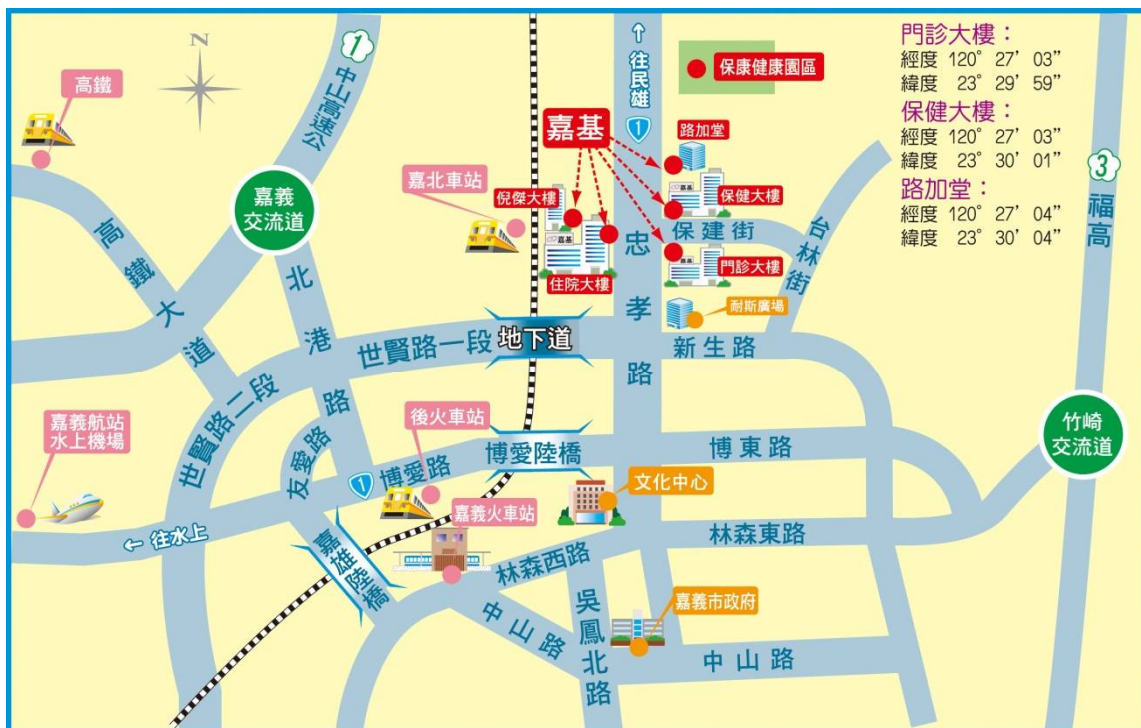 N
高鐵
1
中山高速公
嘉義
交流道
嘉北車站
嘉基
倪傑大樓
嘉基
住院大樓
↑
往民雄
1
保康健康園區
路加堂
嘉基
保健大樓
保建街
嘉基
門診大樓
耐斯廣場
台林街
門診大樓：
經度 120° 27’ 03”
緯度 23° 29’ 59”
保健大樓：
經度 120° 27’ 03”
緯度 23° 30’ 01”
路加堂：
經度 120° 27’ 04”
緯度 23° 30’ 04”
3
福高
高鐵大道
北港路
世賢路一段
地下道
忠孝路
新生路
世賢路二段
嘉義航站
水上機場
友愛路
後火車站
1
博愛路
博愛陸橋
博東路
竹崎
交流道
文化中心
←往水上
嘉雄陸橋
嘉義火車站
林森西路
林森東路
中山路
吳鳳北路
嘉義市政府
中山路